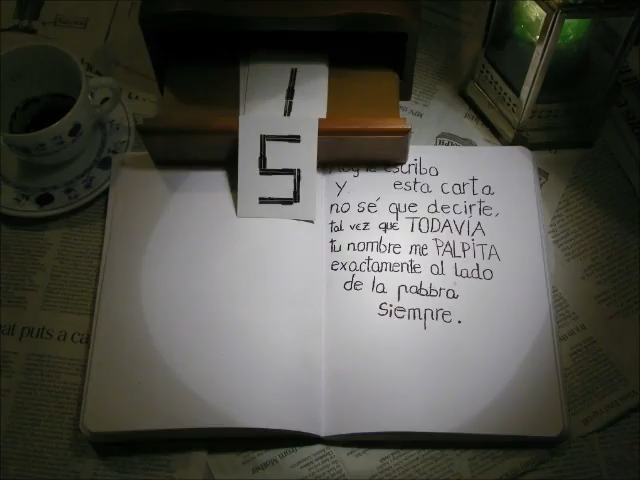 1
5
escribo
y esta carta
no sé que decirte,
tal vez que TODAVÍA
tu nombre me PALPITA
exactamente al lado
de la palabra
siempre.
puts a